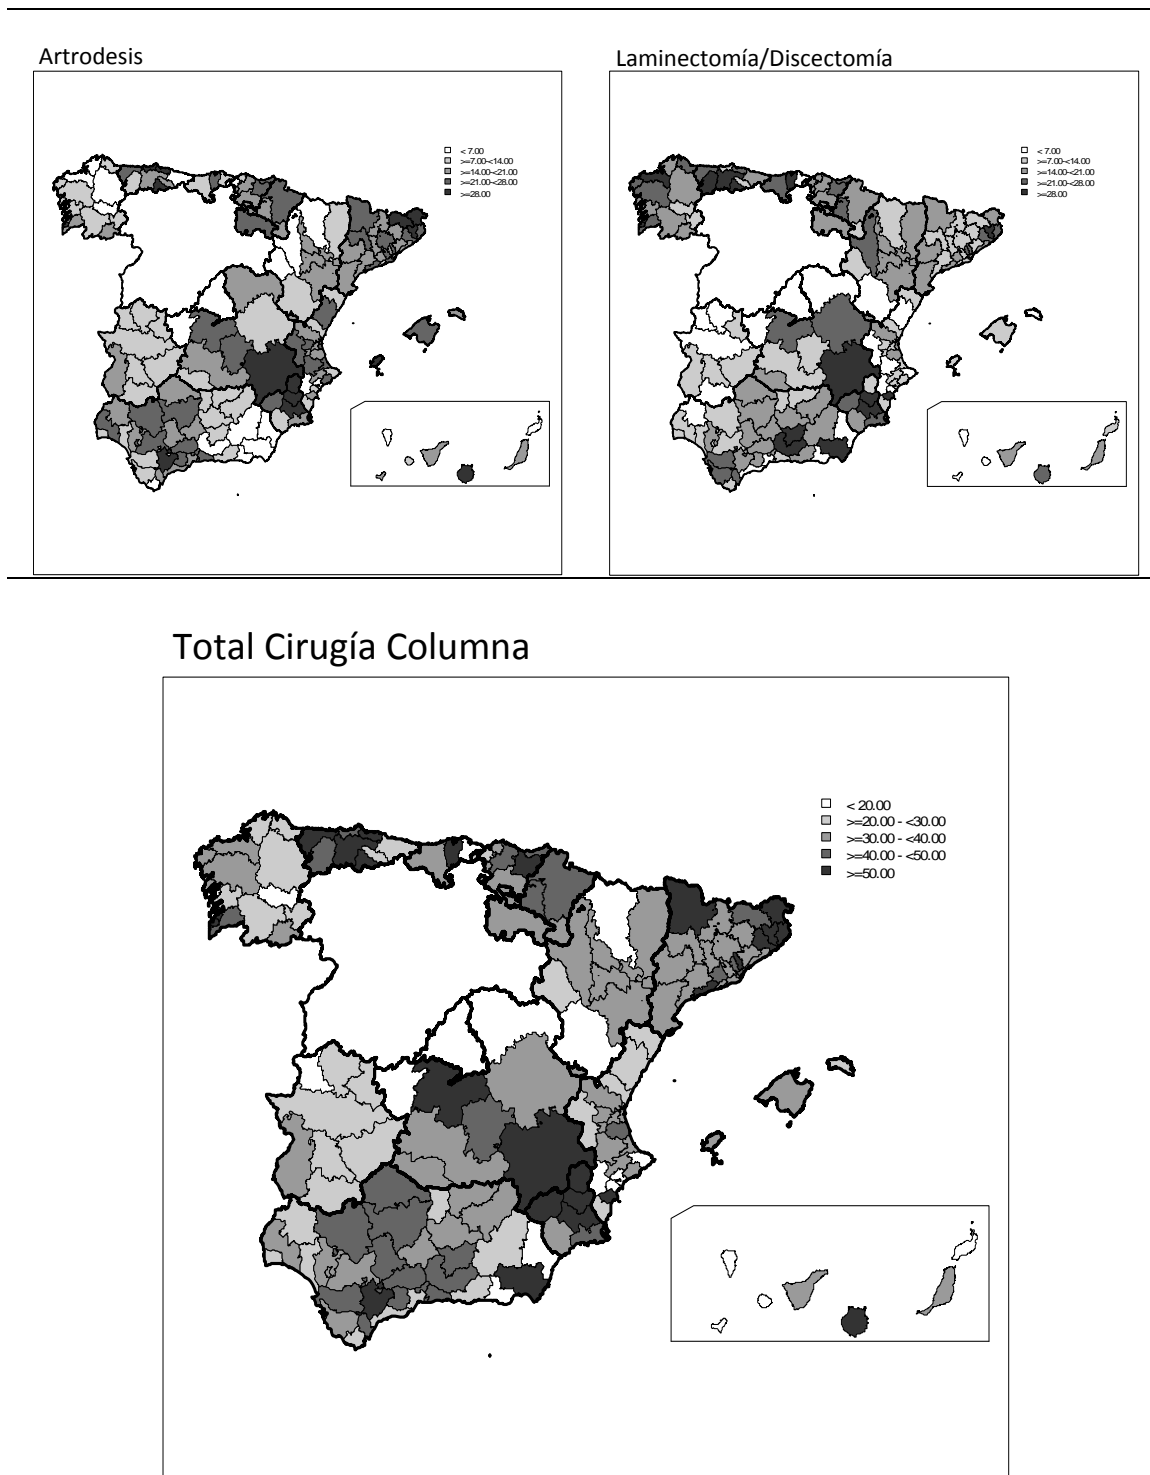 Artrodesis
< 7.00
>=7.00-<14.00
>=14.00-<21.00
>=21.00-<28.00
>=28.00
Laminectomía/Discectomía
< 7.00
>=7.00-<14.00
>=14.00-<21.00
>=21.00-<28.00
>=28.00
Total Cirugía Columna
< 20.00
>=20.00 - <30.00
>=30.00 - <40.00
>=40.00 - <50.00
>=50.00